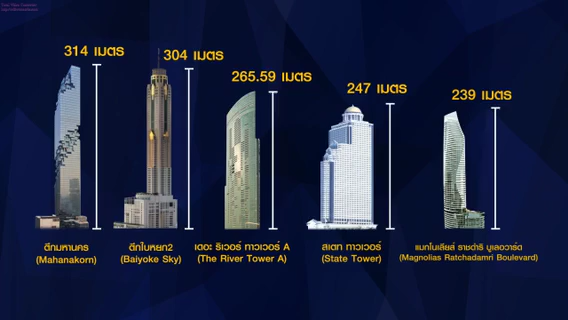 314 เมตร
304 เมตร
265.59 เมตร
247 เมตร
239 เมตร
ตึกมหานคร
(Mahanakorn)
ตึกใบหยก2
(Baiyoke Sky)
เดอะ ริเวอร์ ทาวเวอร์ A
(The River Tower A)
สเตท ทาวเวอร์
(State Tower)
แมกโนเลียส์ ราชดำริ บูเลอวาร์ด
(Magnolias Ratchadamri Boulevard)